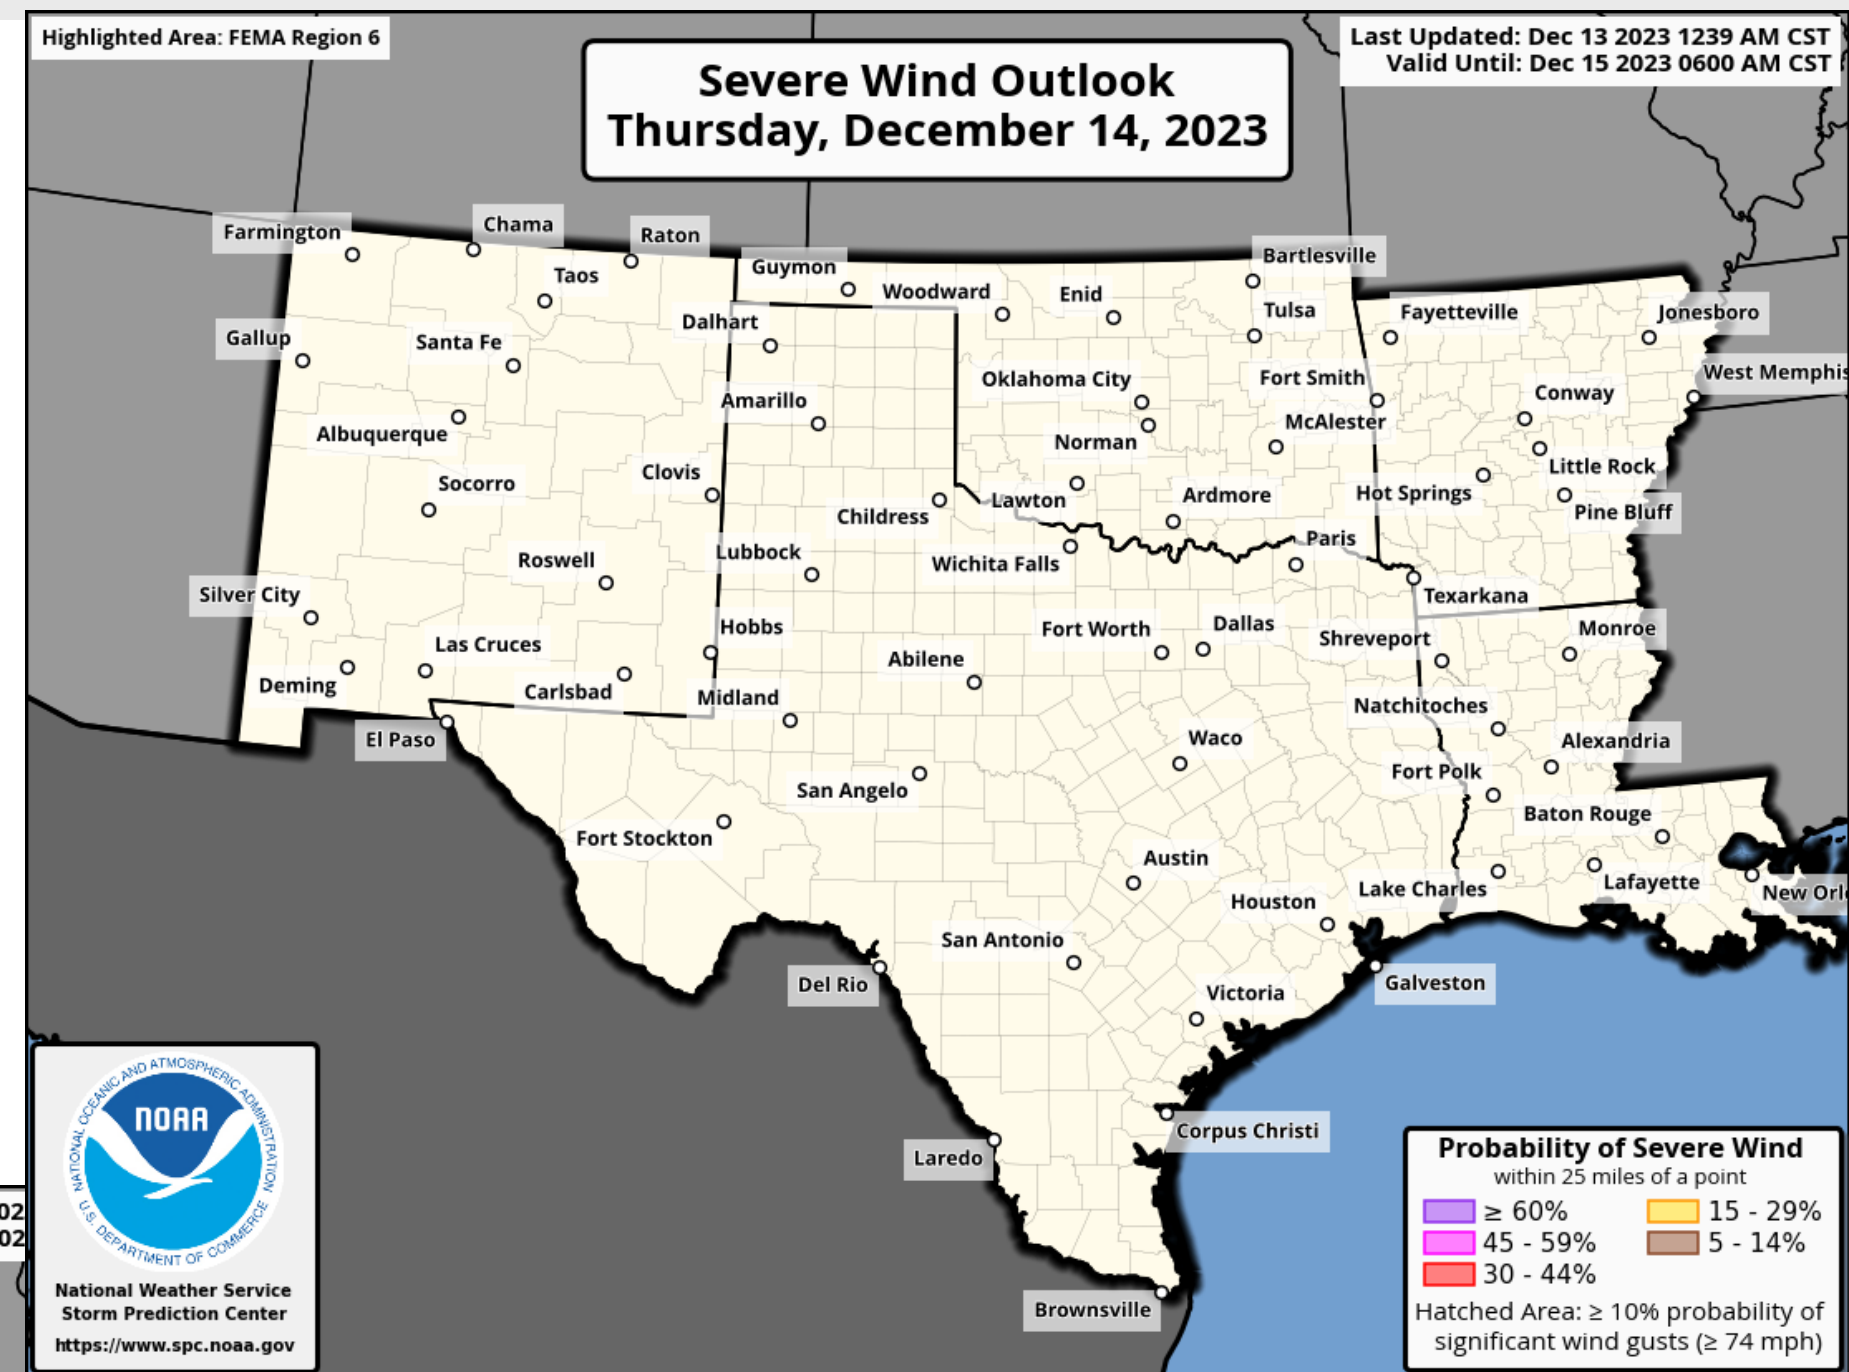 Highlighted Area: FEMA Region 6
Last Updated: Dec 13 2023 1239 AM CST
Valid Until: Dec 15 2023 0600 AM CST
Severe Wind Outlook
Thursday, December 14, 2023
Farmington
Chama
Raton
Taos
Guymon
Woodward
Enid
Bartlesville
Tulsa
Fayetteville
Jonesboro
Gallup
Santa Fe
Dalhart
Oklahoma City
Fort Smith
West Memphis
Conway
Amarillo
Albuquerque
Norman
McAlester
Little Rock
Socorro
Clovis
Childress
Lawton
Ardmore
Hot Springs
Pine Bluff
Roswell
Lubbock
Wichita Falls
Paris
Silver City
Texarkana
Las Cruces
Hobbs
Abilene
Fort Worth
Dallas
Shreveport
Monroe
Deming
Carlsbad
Midland
Natchitoches
El Paso
Waco
Alexandria
San Angelo
Fort Polk
Fort Stockton
Baton Rouge
Austin
Lake Charles
Lafayette
New Orl
Houston
San Antonio
Del Rio
Victoria
Galveston
Corpus Christi
Laredo
Brownsville
02
02
NATIONAL OCEANIC AND ATMOSPHERIC ADMINISTRATION
NOAA
U.S. DEPARTMENT OF COMMERCE
National Weather Service
Storm Prediction Center
https://www.spc.noaa.gov
Probability of Severe Wind
within 25 miles of a point
≥ 60%
15 - 29%
45 - 59%
5 - 14%
30 - 44%
Hatched Area: ≥ 10% probability of
significant wind gusts (≥ 74 mph)